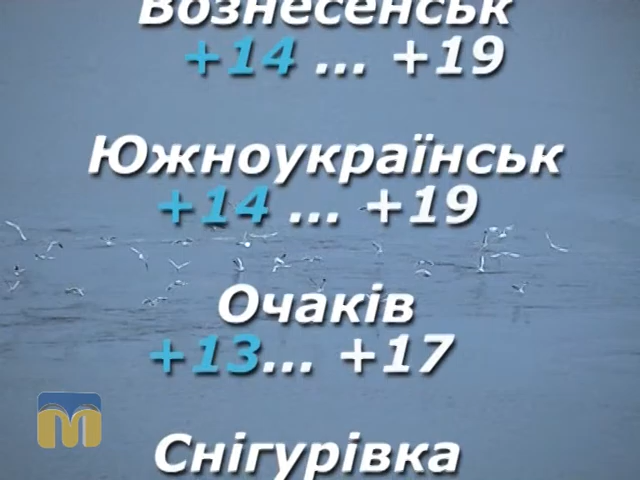 Вознесенськ
+14 ... +19
Южноукраїнськ
+14 ... +19
Очаків
+13... +17
Снігурівка
M